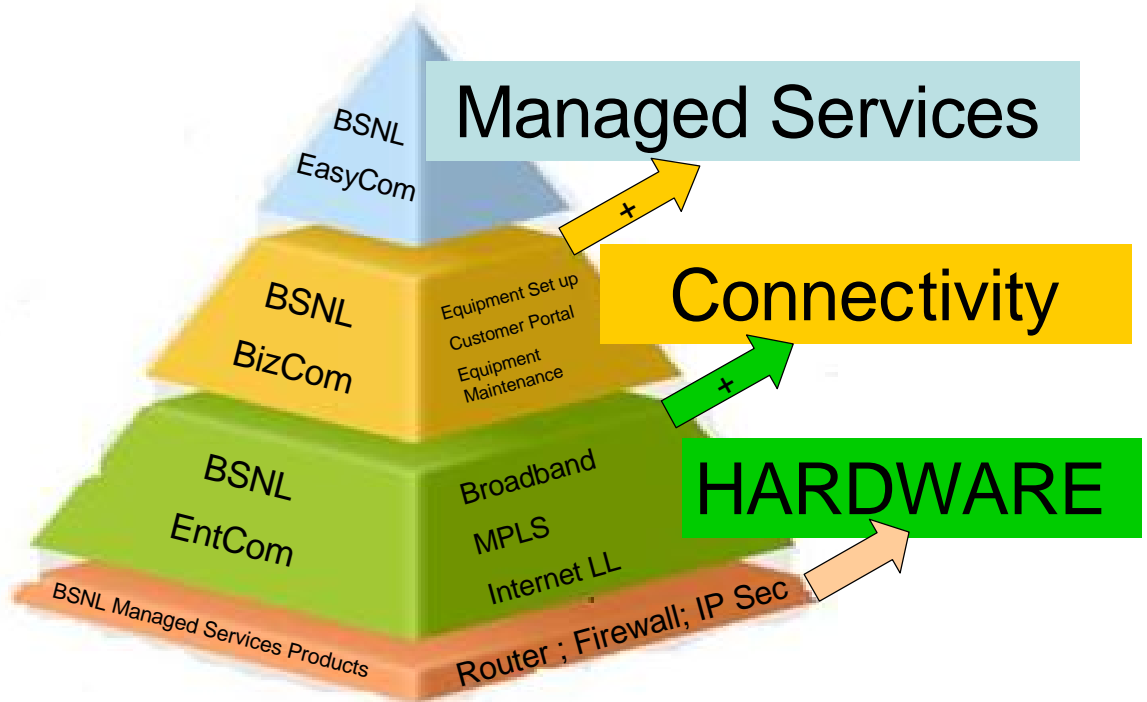 BSNL
EasyCom
Managed Services
+
BSNL
BizCom
Equipment Set up
Customer Portal
Equipment
Maintenance
Connectivity
+
BSNL
EntCom
Broadband
MPLS
Internet LL
HARDWARE
BSNL Managed Services Products
Router ; Firewall; IP Sec